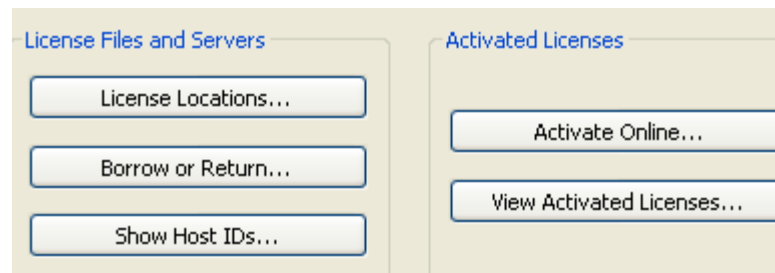 License Files and Servers
License Locations...
Borrow or Return...
Show Host IDs...
Activated Licenses
Activate Online...
View Activated Licenses...